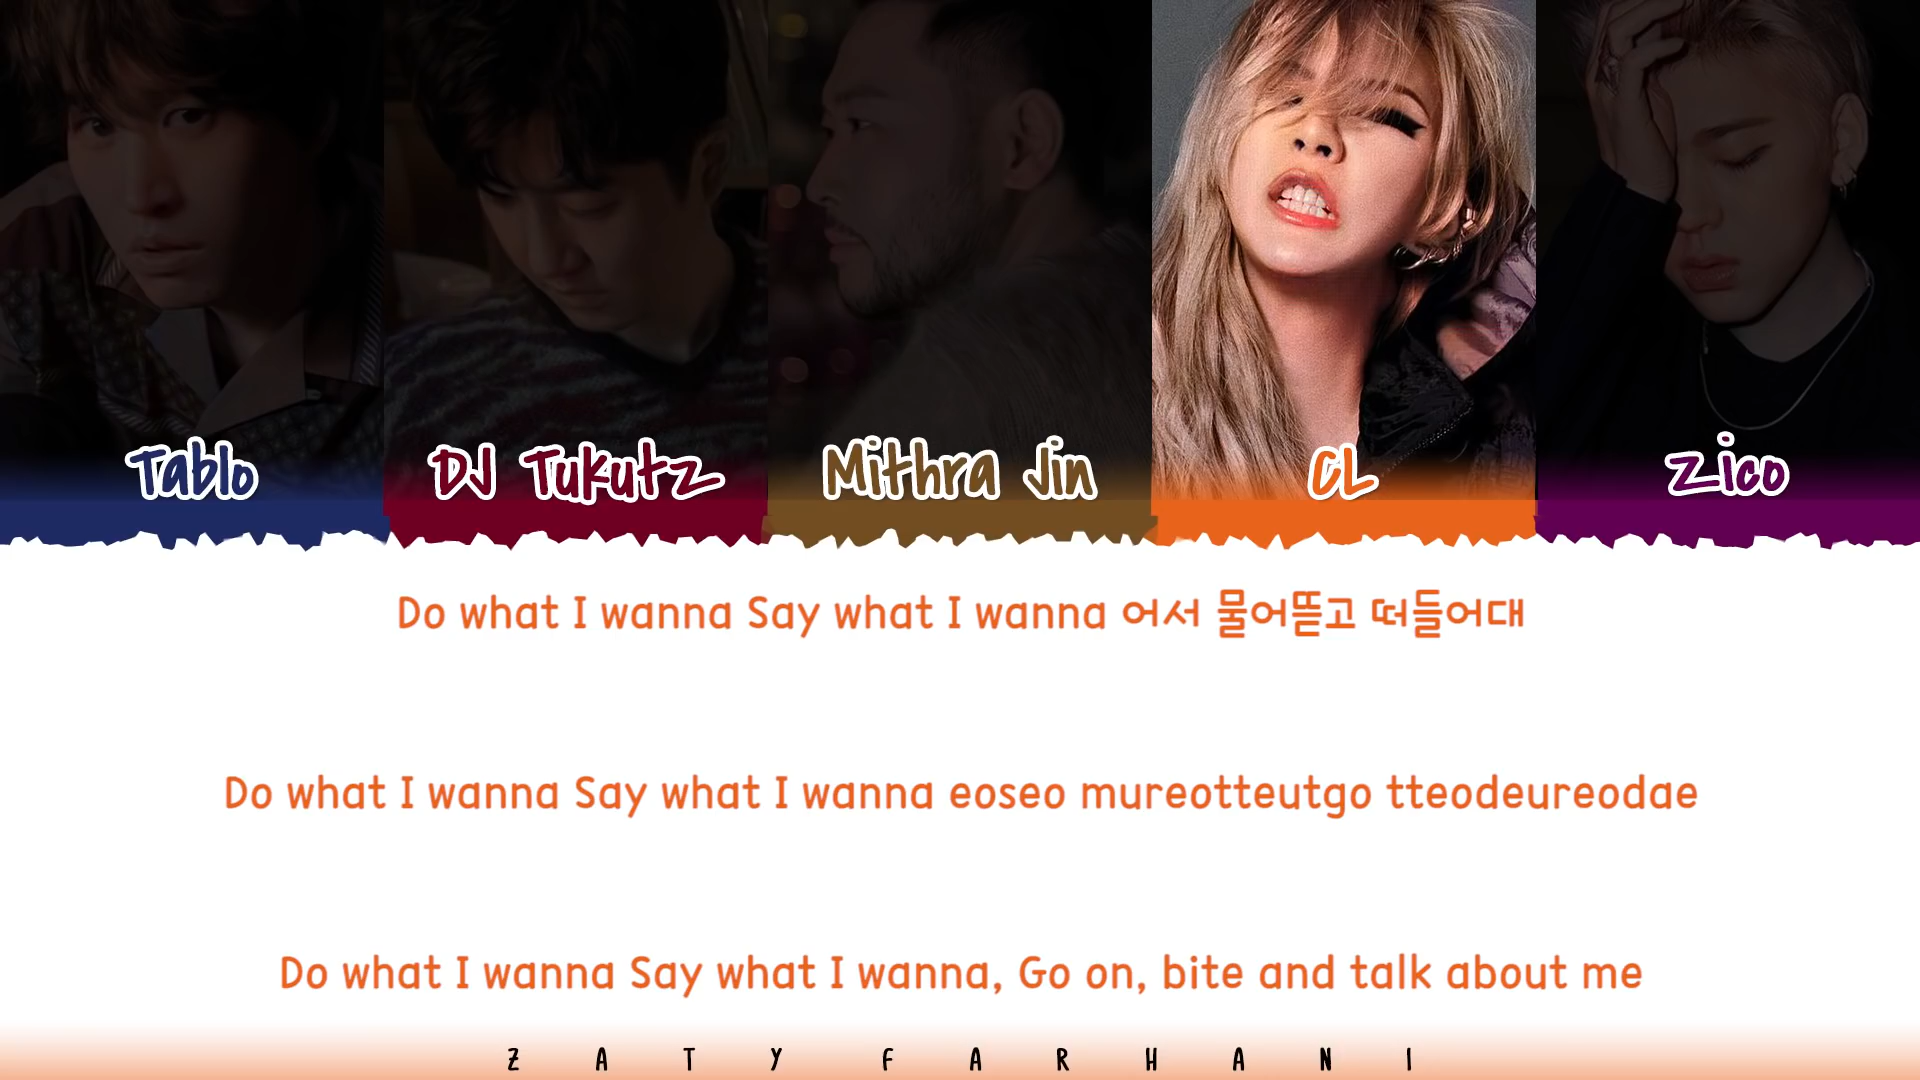 Tablo
DJ Tukutz
Mithra Jin
CL
Zico
Do what I wanna Say what I wanna 어서 물어뜯고 떠들어대
Do what I wanna Say what I wanna eoseo mureotteutgo tteodeureodae
Do what I wanna Say what I wanna, Go on, bite and talk about me
ZATY FARHANI